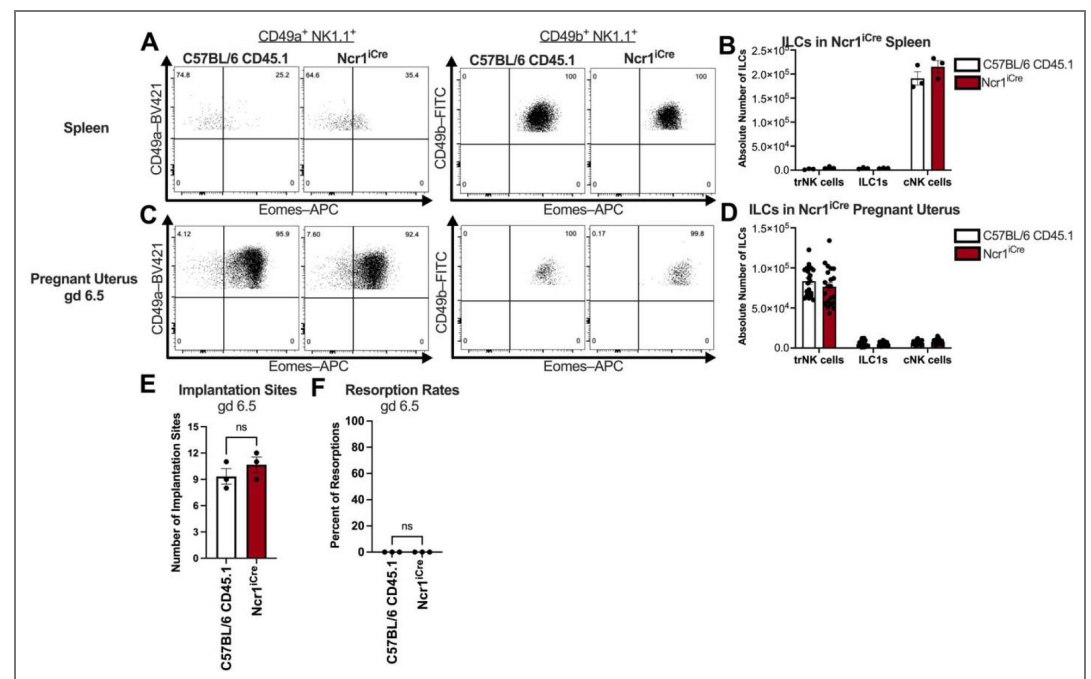 A
CD49a⁺ NK1.1⁺
C57BL/6 CD45.1
Ncr1ⁱCre
CD49b⁺ NK1.1⁺
C57BL/6 CD45.1
Ncr1ⁱCre
Spleen
CD49a–BV421
74.8
25.2
0
0
64.6
35.4
0
0
Eomes–APC
CD49b–FITC
0
100
0
0
0
100
0
0
Eomes–APC
B
ILCs in Ncr1ⁱCre Spleen
Absolute Number of ILCs
2.5×10⁵
2.0×10⁵
1.5×10⁵
1.0×10⁵
5.0×10⁴
0.0
trNK cells
ILC1s
cNK cells
C57BL/6 CD45.1
Ncr1ⁱCre
C
Pregnant Uterus
gd 6.5
CD49a–BV421
4.12
95.9
0
0
7.60
92.4
0
0
Eomes–APC
CD49b–FITC
0
100
0
0
0.17
99.8
0
0
Eomes–APC
D
ILCs in Ncr1ⁱCre Pregnant Uterus
Absolute Number of ILCs
1.5×10⁵
1.0×10⁵
5.0×10⁴
0.0
trNK cells
ILC1s
cNK cells
C57BL/6 CD45.1
Ncr1ⁱCre
E
Implantation Sites
gd 6.5
Number of Implantation Sites
15
12
9
6
3
0
ns
C57BL/6 CD45.1
Ncr1ⁱCre
F
Resorption Rates
gd 6.5
Percent of Resorptions
100
80
60
40
20
0
ns
C57BL/6 CD45.1
Ncr1ⁱCre